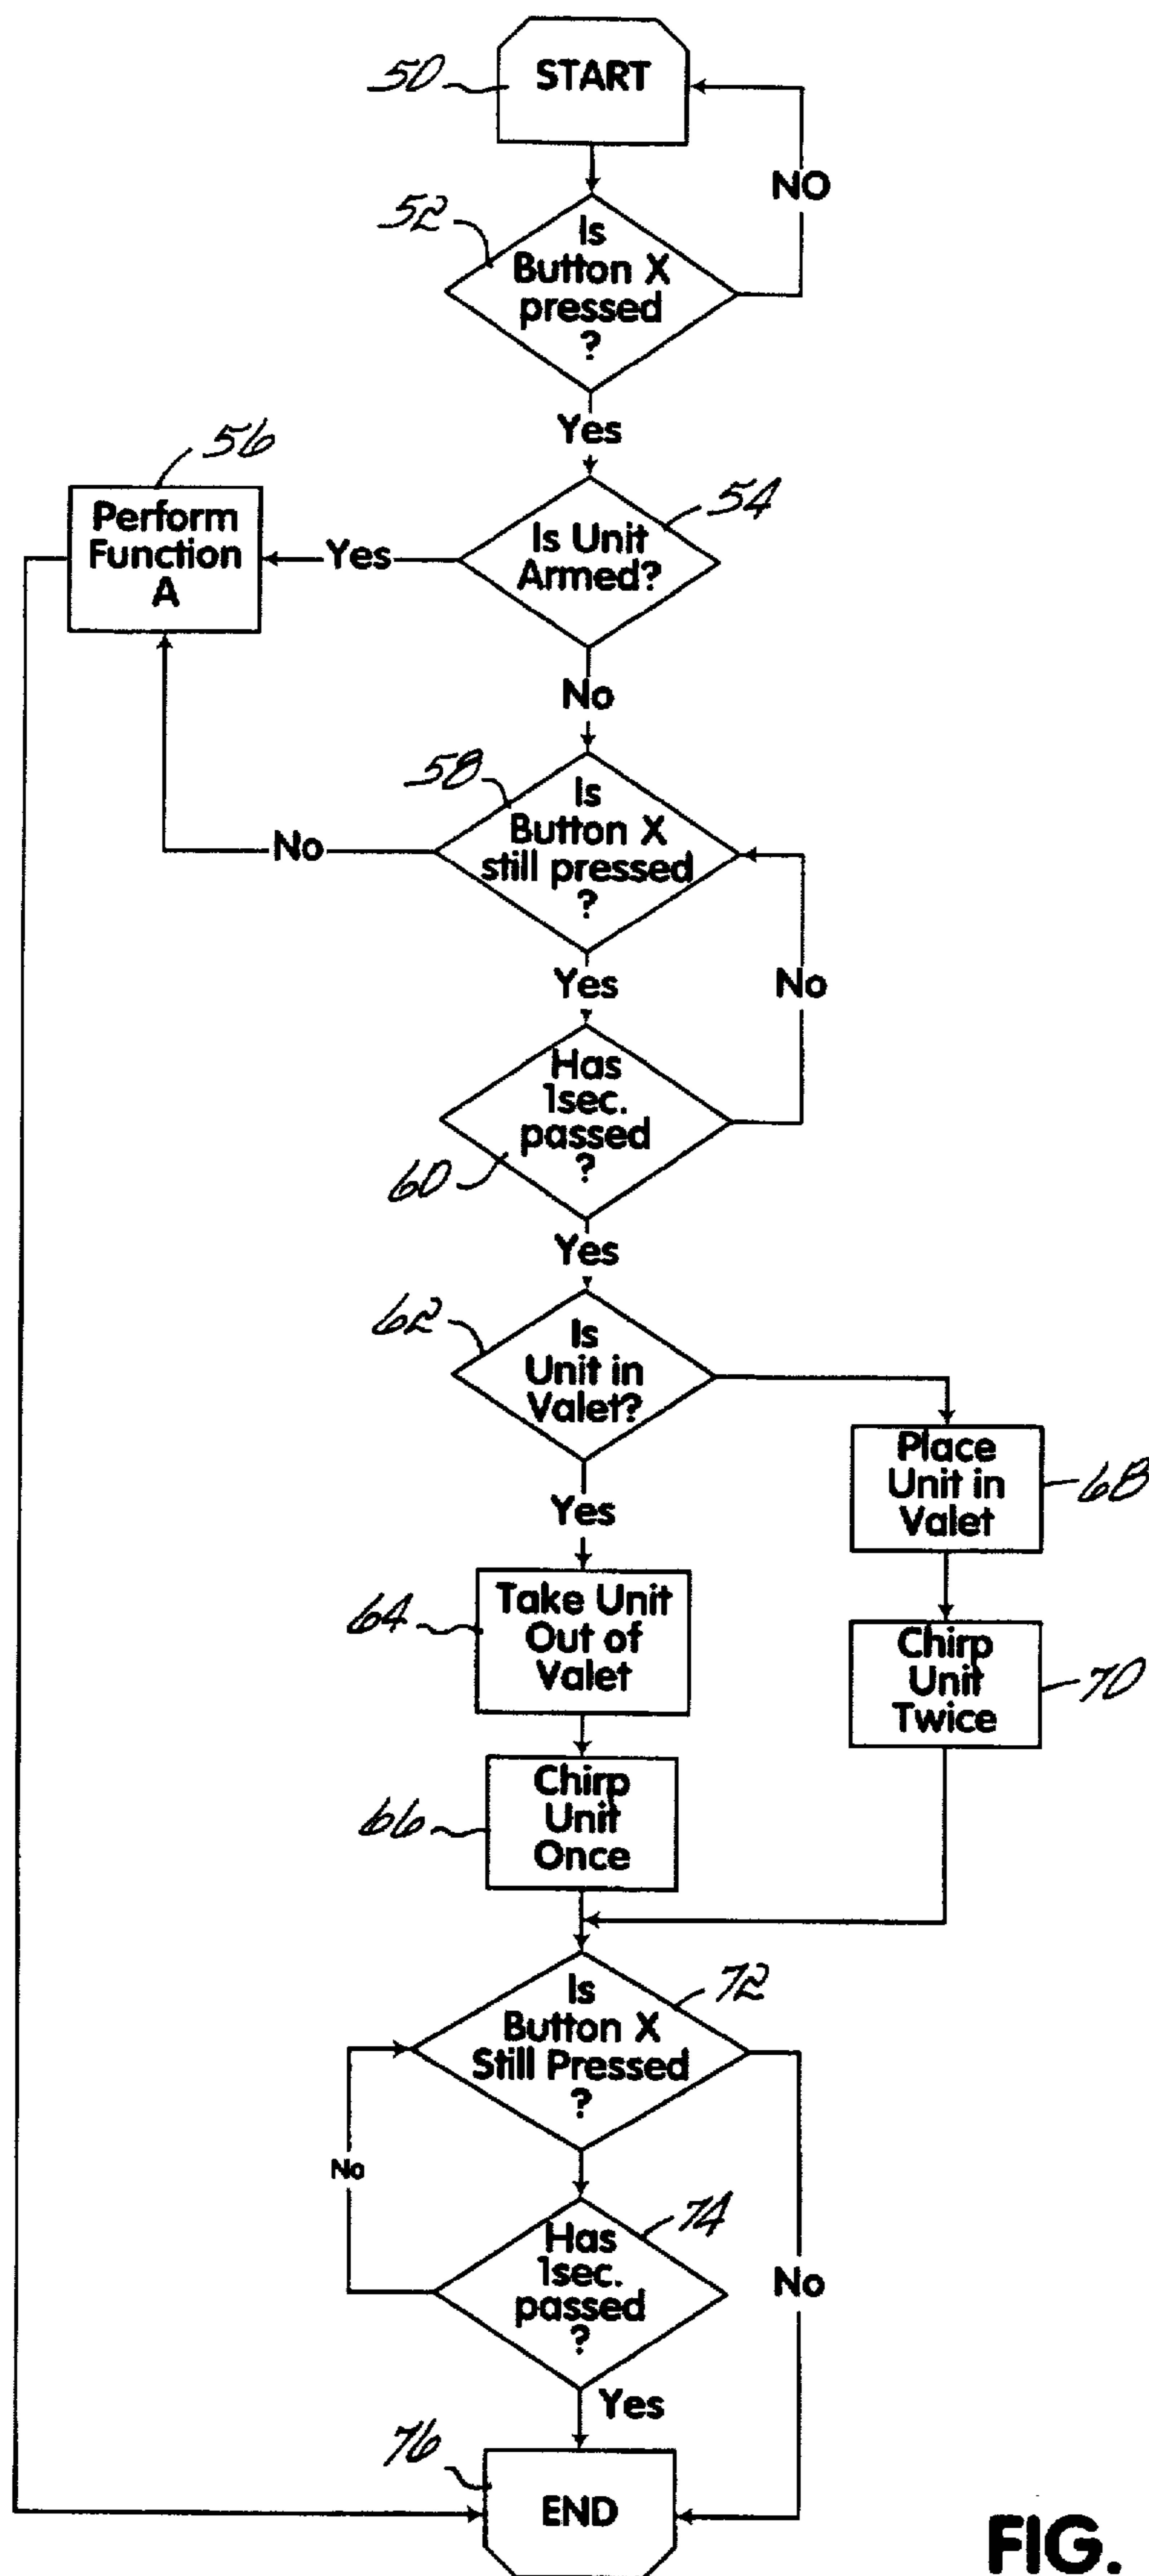 50
START
NO
52
Is
Button X
pressed
?
Yes
56
Perform
Function
A
Yes
54
Is Unit
Armed?
No
58
Is
Button X
still pressed
?
No
Yes
No
Has
1sec.
passed
?
60
Yes
62
Is
Unit in
Valet?
Place
Unit in
Valet
68
Yes
64
Take Unit
Out of
Valet
Chirp
Unit
Twice
70
66
Chirp
Unit
Once
72
Is
Button X
Still Pressed
?
No
74
Has
1sec.
passed
?
No
Yes
76
END
FIG.